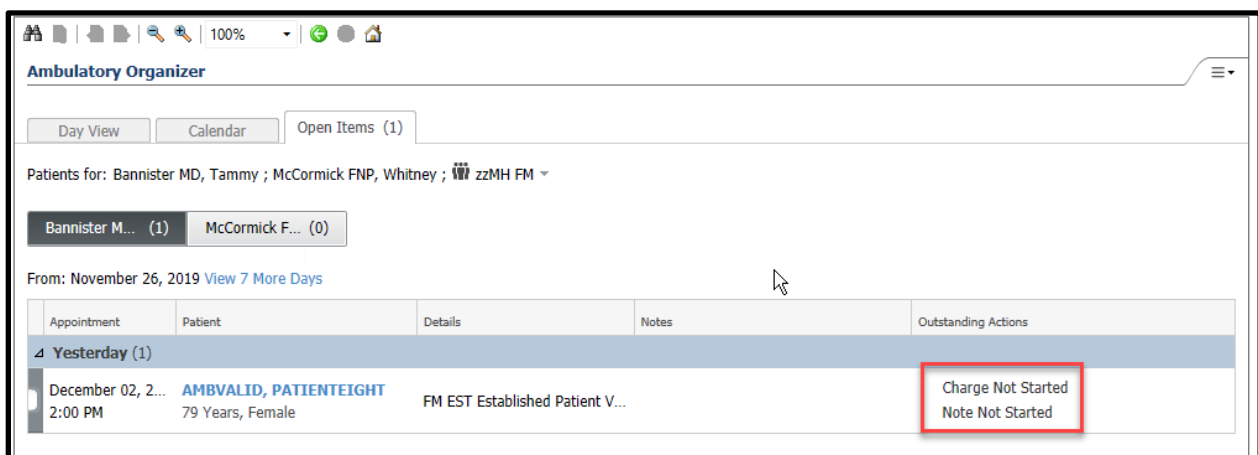 100%
Ambulatory Organizer
Day View Calendar Open Items (1)
Patients for: Bannister MD, Tammy ; McCormick FNP, Whitney ; zzMH FM
Bannister M... (1) McCormick F... (0)
From: November 26, 2019 View 7 More Days
Appointment Patient Details Notes Outstanding Actions
Yesterday (1)
December 02, 2... AMBVALID, PATIENTEIGHT FM EST Established Patient V... Charge Not Started
2:00 PM 79 Years, Female Note Not Started